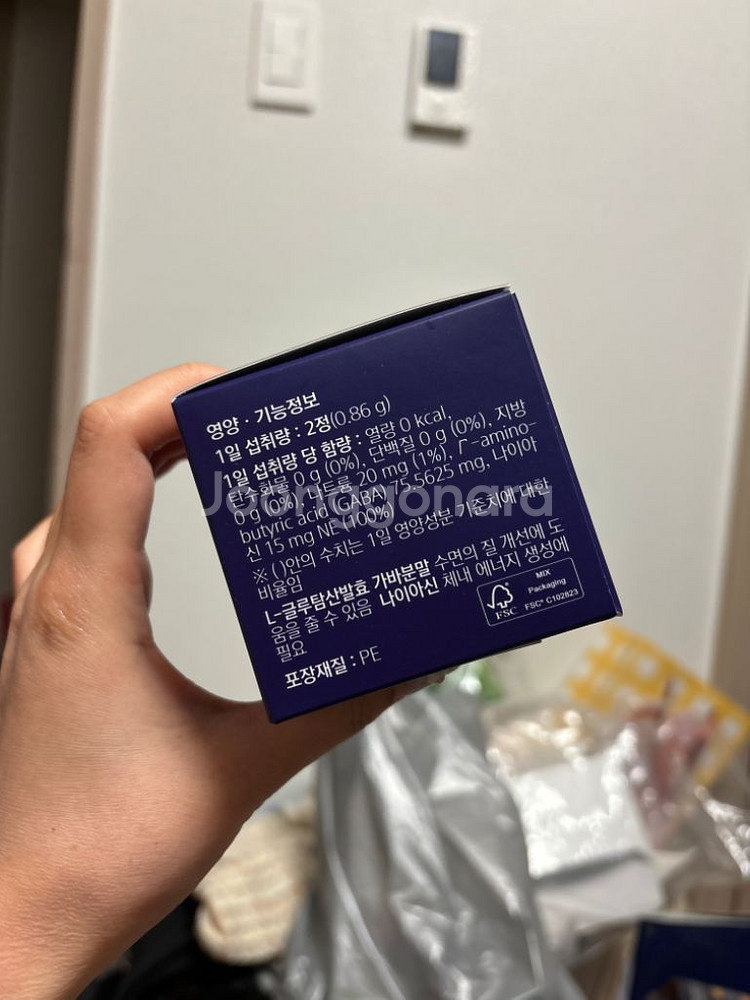 영양 · 기능정보
1일 섭취량 : 2정(0.86 g)
1일 섭취량 당 함량 : 열량 0 kcal,
탄수화물 0 g (0%), 단백질 0 g (0%), 지방
0 g (0%), 나트륨 20 mg (1%), Γ-amino-
butyric acid (GABA) 75.5625 mg, 나이아
신 15 mg NE(100%)
※ ( )안의 수치는 1일 영양성분 기준치에 대한
비율임
L-글루탐산발효 가바분말 수면의 질 개선에 도
움을 줄 수 있음 나이아신 체내 에너지 생성에
필요
포장재질 : PE
FSC
MIX
Packaging
FSC® C102823
Joonggonara